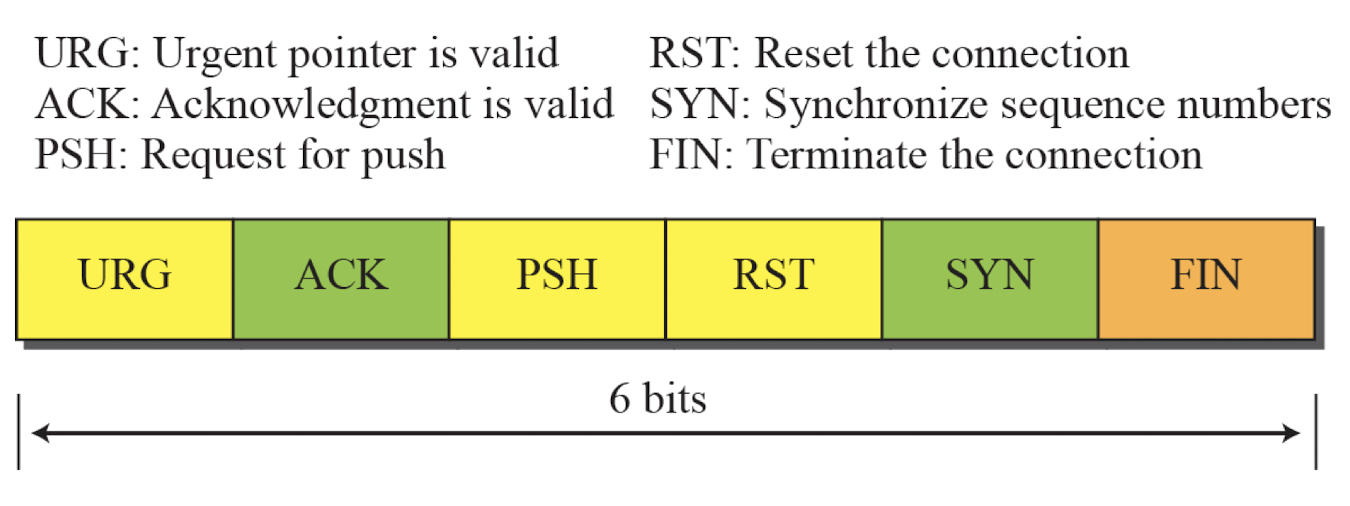 URG: Urgent pointer is valid
ACK: Acknowledgment is valid
PSH: Request for push
RST: Reset the connection
SYN: Synchronize sequence numbers
FIN: Terminate the connection
URG ACK PSH RST SYN FIN
6 bits